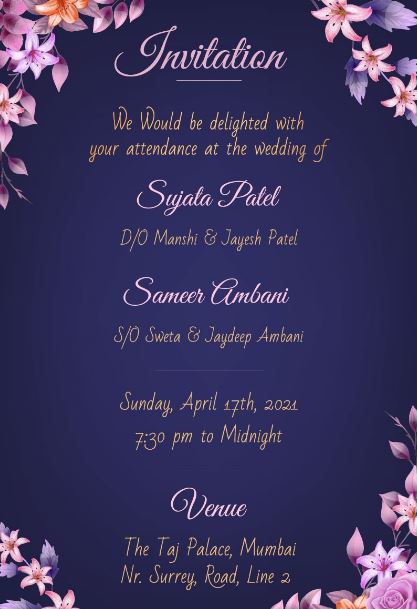 Invitation
We Would be delighted with
your attendance at the wedding of
Sujata Patel
D/O Manshi & Jayesh Patel
Sameer Ambani
S/O Sweta & Jaydeep Ambani
Sunday, April 17th, 2021
7:30 pm to Midnight
Venue
The Taj Palace, Mumbai
Nr. Surrey, Road, Line 2